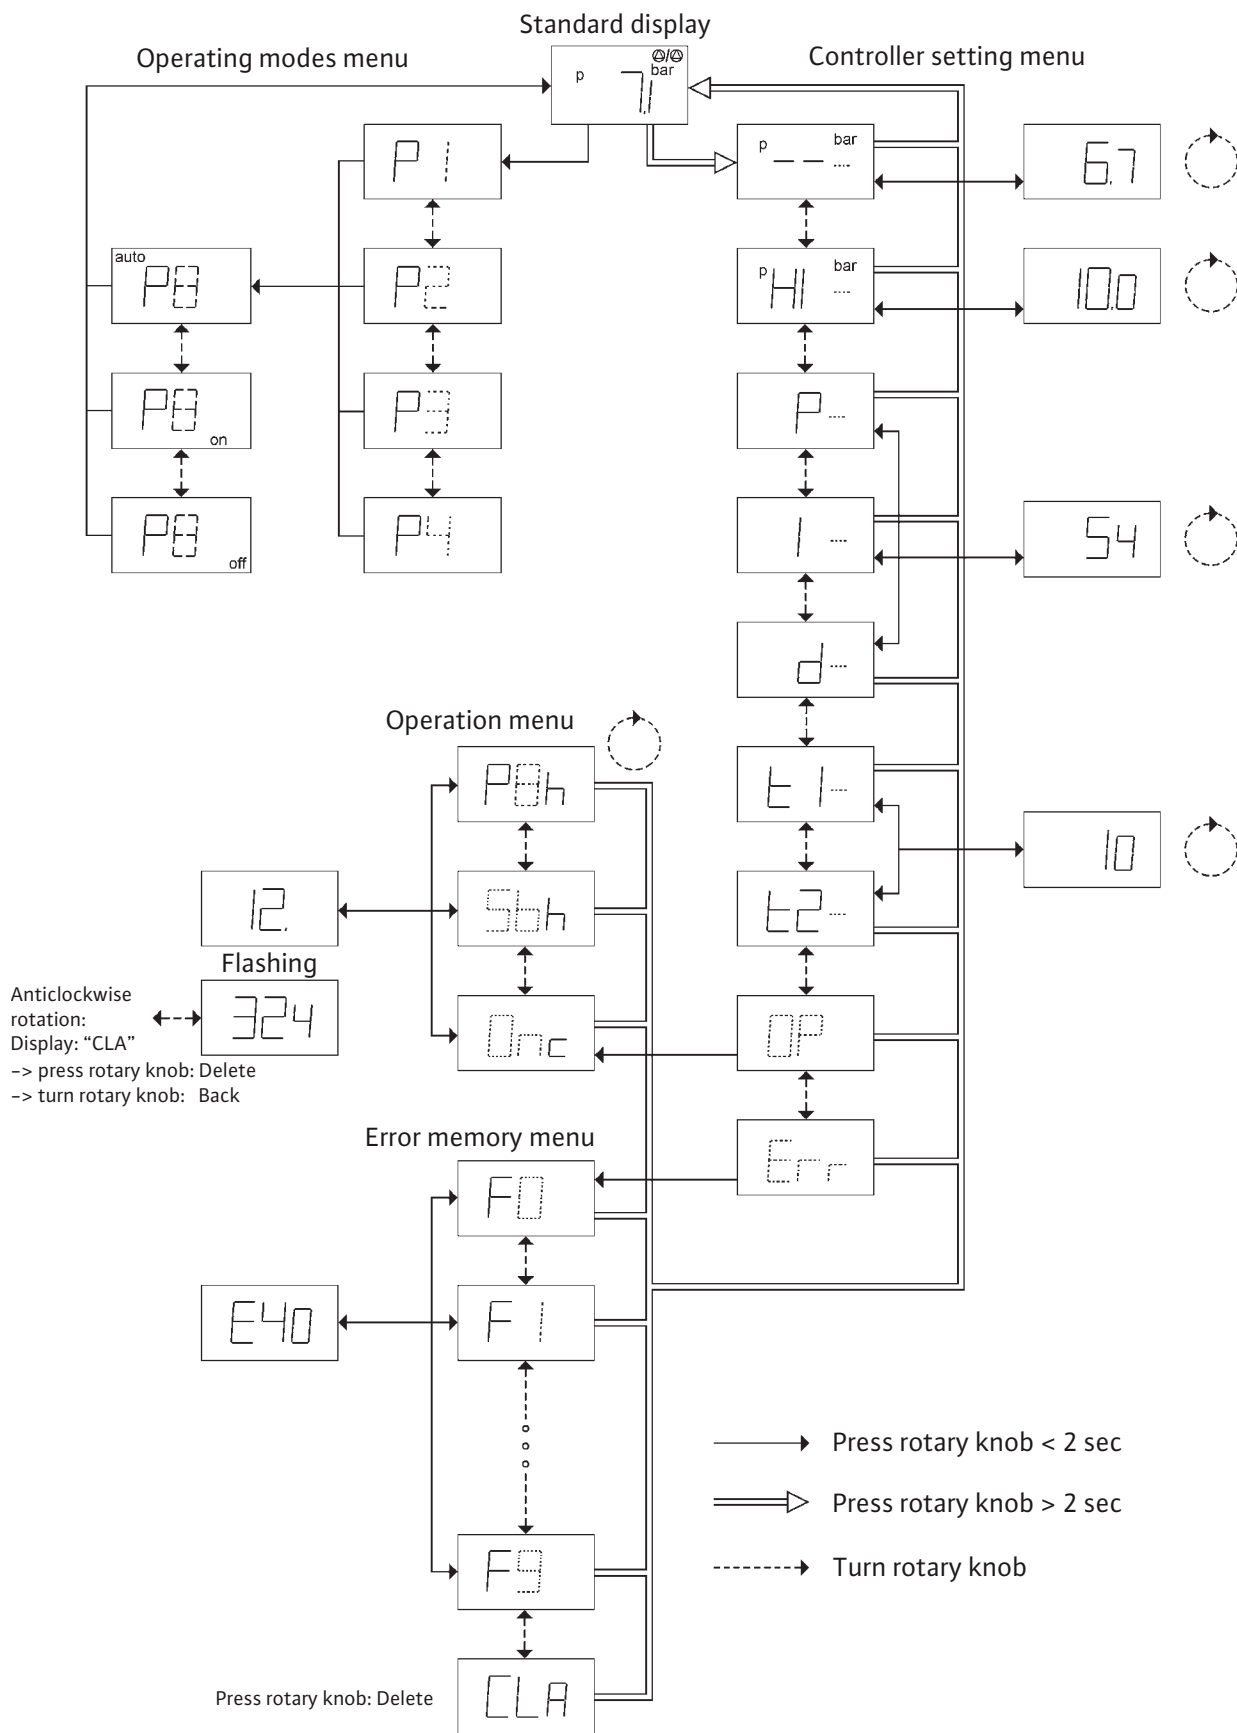 Standard display
Operating modes menu
Controller setting menu
p 7.1 bar
P1
p -- bar ----
6.7
auto P8
P2
p HI bar ----
10.0
P8 on
P3
P ----
P8 off
P4
I ----
54
d ----
Operation menu
P8h
t1 ----
10
12.
Sbh
t2 ----
Flashing
324
Anticlockwise
rotation:
Display: “CLA”
–> press rotary knob: Delete
–> turn rotary knob: Back
0nc
OP
Error memory menu
Err
F0
E40
F1
Press rotary knob < 2 sec
Press rotary knob > 2 sec
F9
Turn rotary knob
Press rotary knob: Delete
CLA